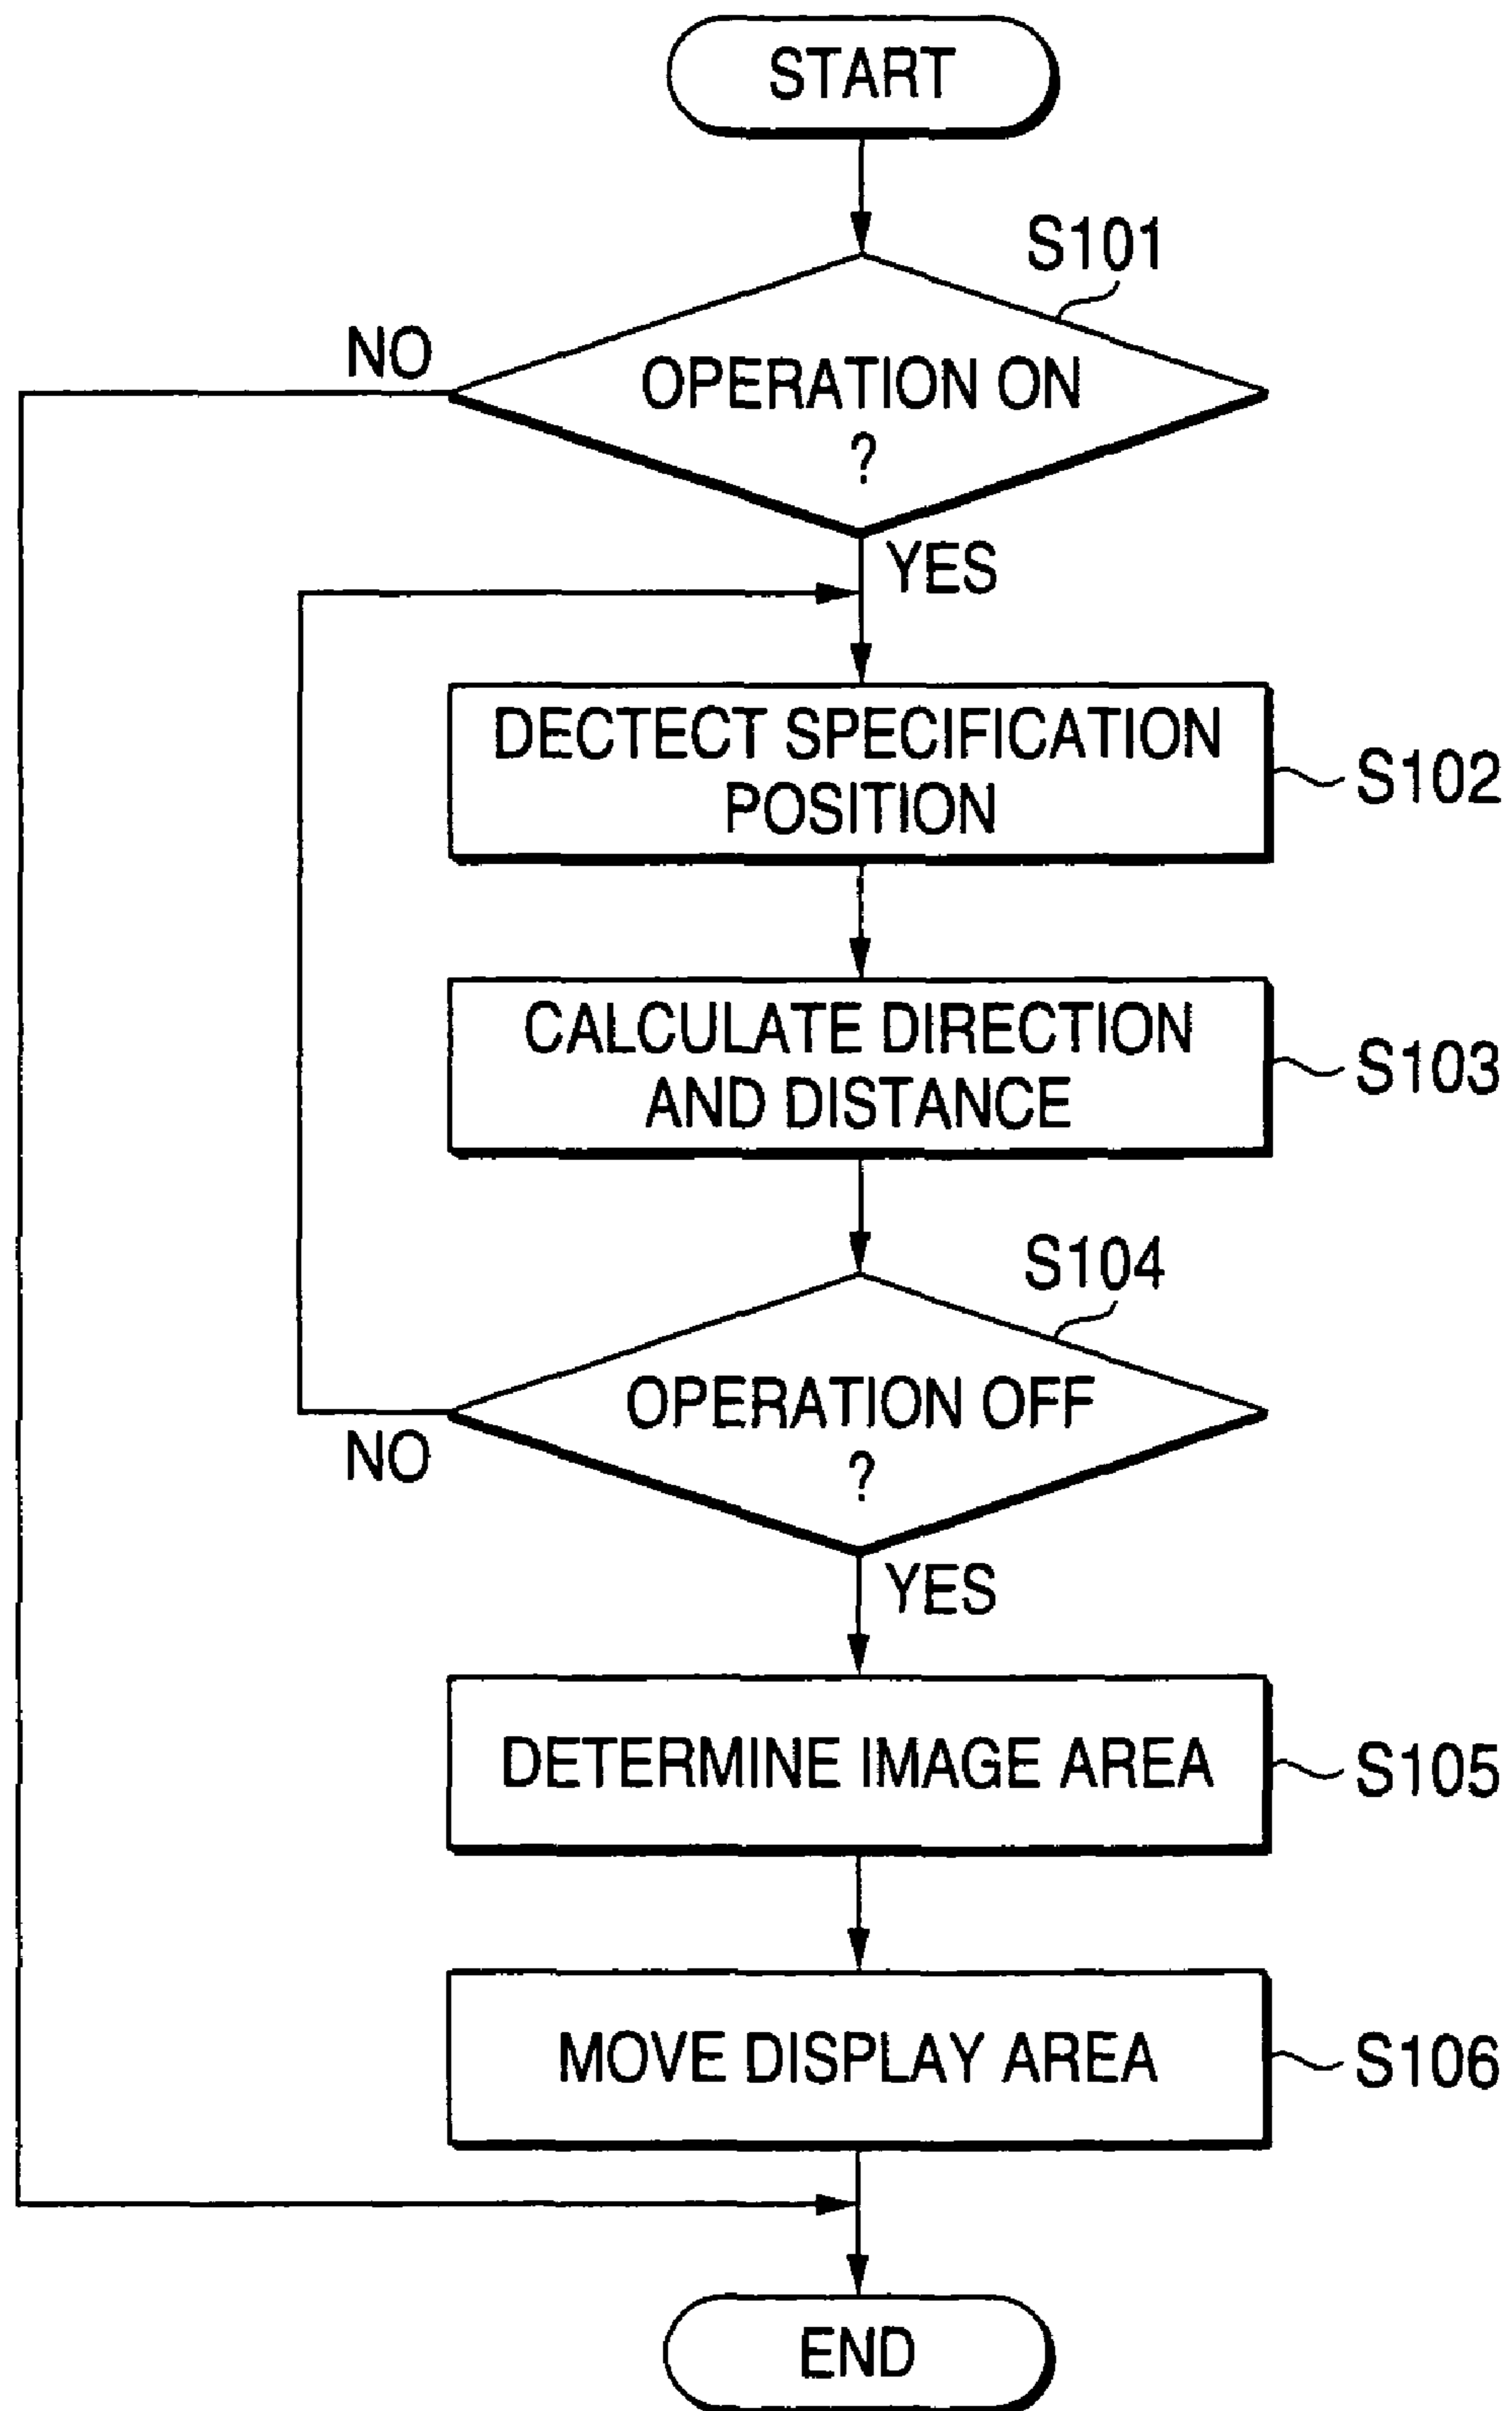 START
S101
NO
OPERATION ON
?
YES
DECTECT SPECIFICATION
POSITION
S102
CALCULATE DIRECTION
AND DISTANCE
S103
S104
OPERATION OFF
?
NO
YES
DETERMINE IMAGE AREA
S105
MOVE DISPLAY AREA
S106
END